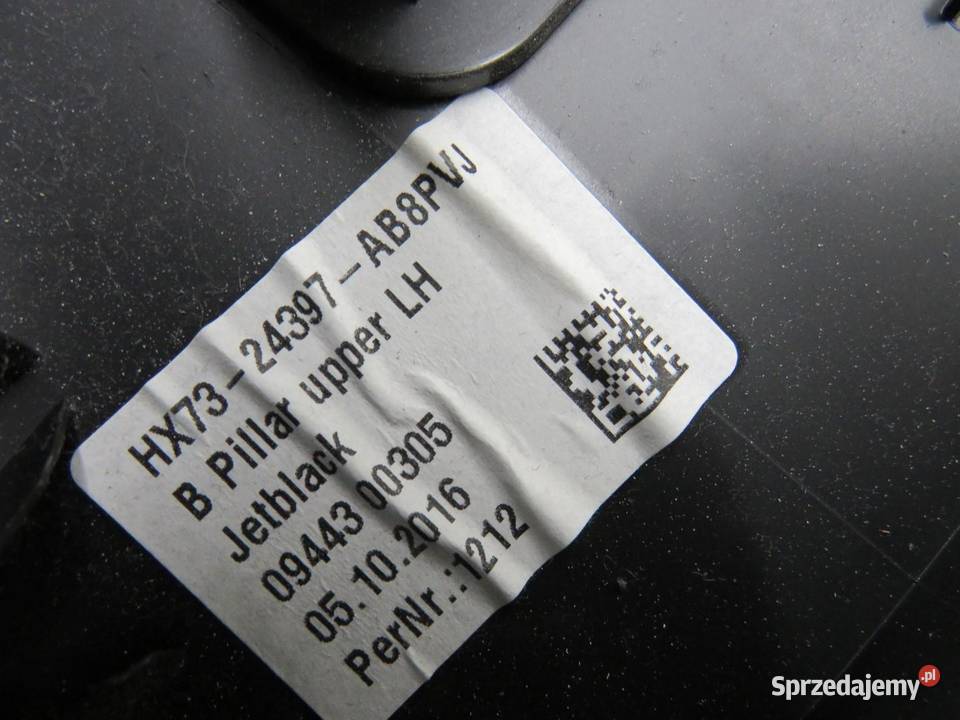 HX73-24397-AB8PVJ
B Pillar upper LH
Jetblack
09443 00305
05.10.2016
PerNr.:1212
Sprzedajemy.pl